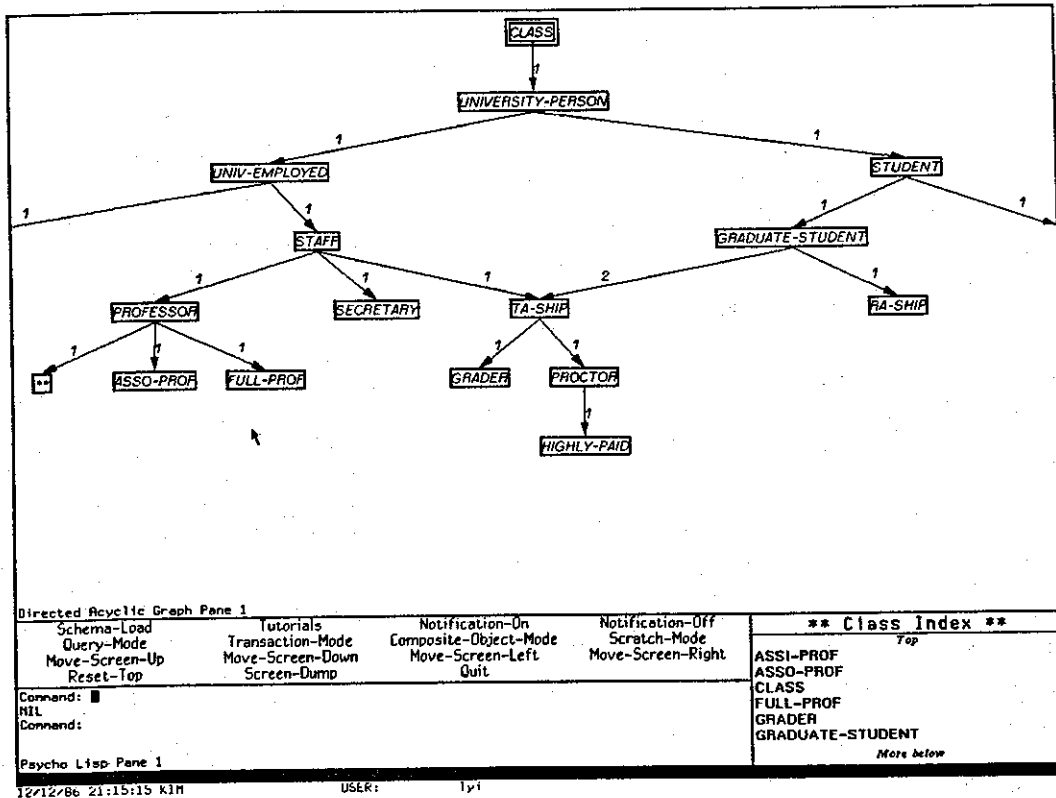 CLASS
1
UNIVERSITY-PERSON
1 1
UNIV-EMPLOYED STUDENT
1 1 1 1
STAFF GRADUATE-STUDENT
1 1 2 1
PROFESSOR SECRETARY TA-SHIP RA-SHIP
1 1 1 1 1
** ASSO-PROF FULL-PROF GRADER PROCTOR
1
HIGHLY-PAID
Directed Acyclic Graph Pane 1
Schema-Load Tutorials Notification-On Notification-Off
Query-Mode Transaction-Mode Composite-Object-Mode Scratch-Mode
Move-Screen-Up Move-Screen-Down Move-Screen-Left Move-Screen-Right
Reset-Top Screen-Dump Quit
Command:
NIL
Command:
Psycho Lisp Pane 1
** Class Index **
Top
ASSI-PROF
ASSO-PROF
CLASS
FULL-PROF
GRADER
GRADUATE-STUDENT
More below
12/12/86 21:15:15 KIM USER: lyi